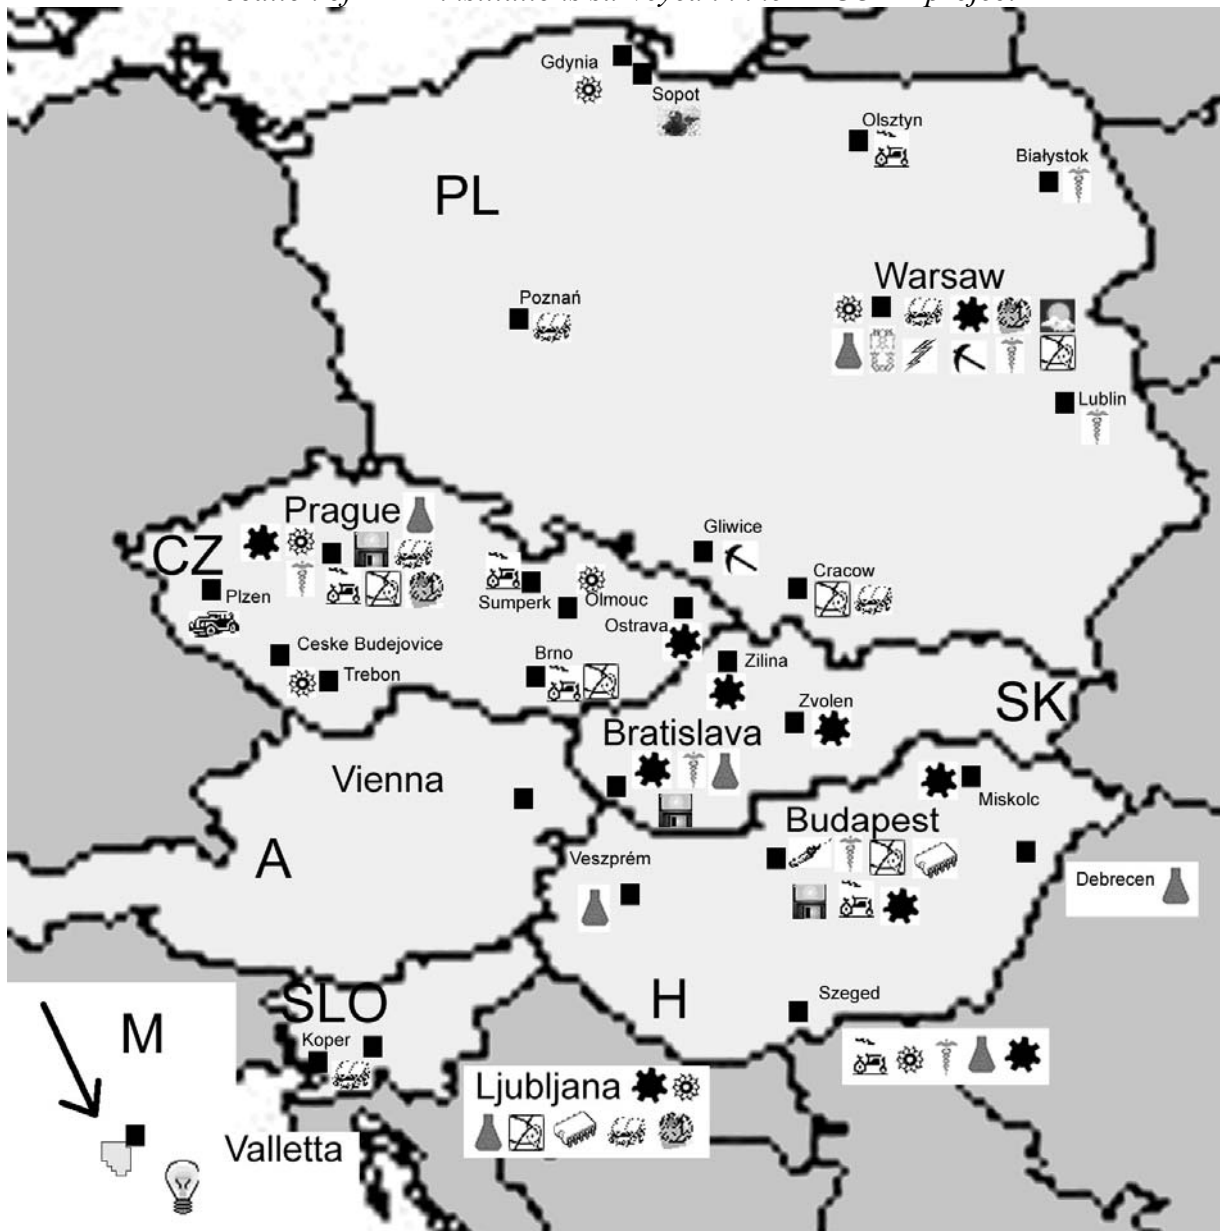 Gdynia
Sopot
Olsztyn
Białystok
PL
Warsaw
Poznań
Lublin
Prague
Gliwice
CZ
Cracow
Plzen
Sumperk
Olmouc
Ostrava
Ceske Budejovice
Brno
Zilina
Trebon
SK
Zvolen
Bratislava
Vienna
Miskolc
Budapest
A
Veszprém
Debrecen
SLO
H
Szeged
M
Koper
Ljubljana
Valletta